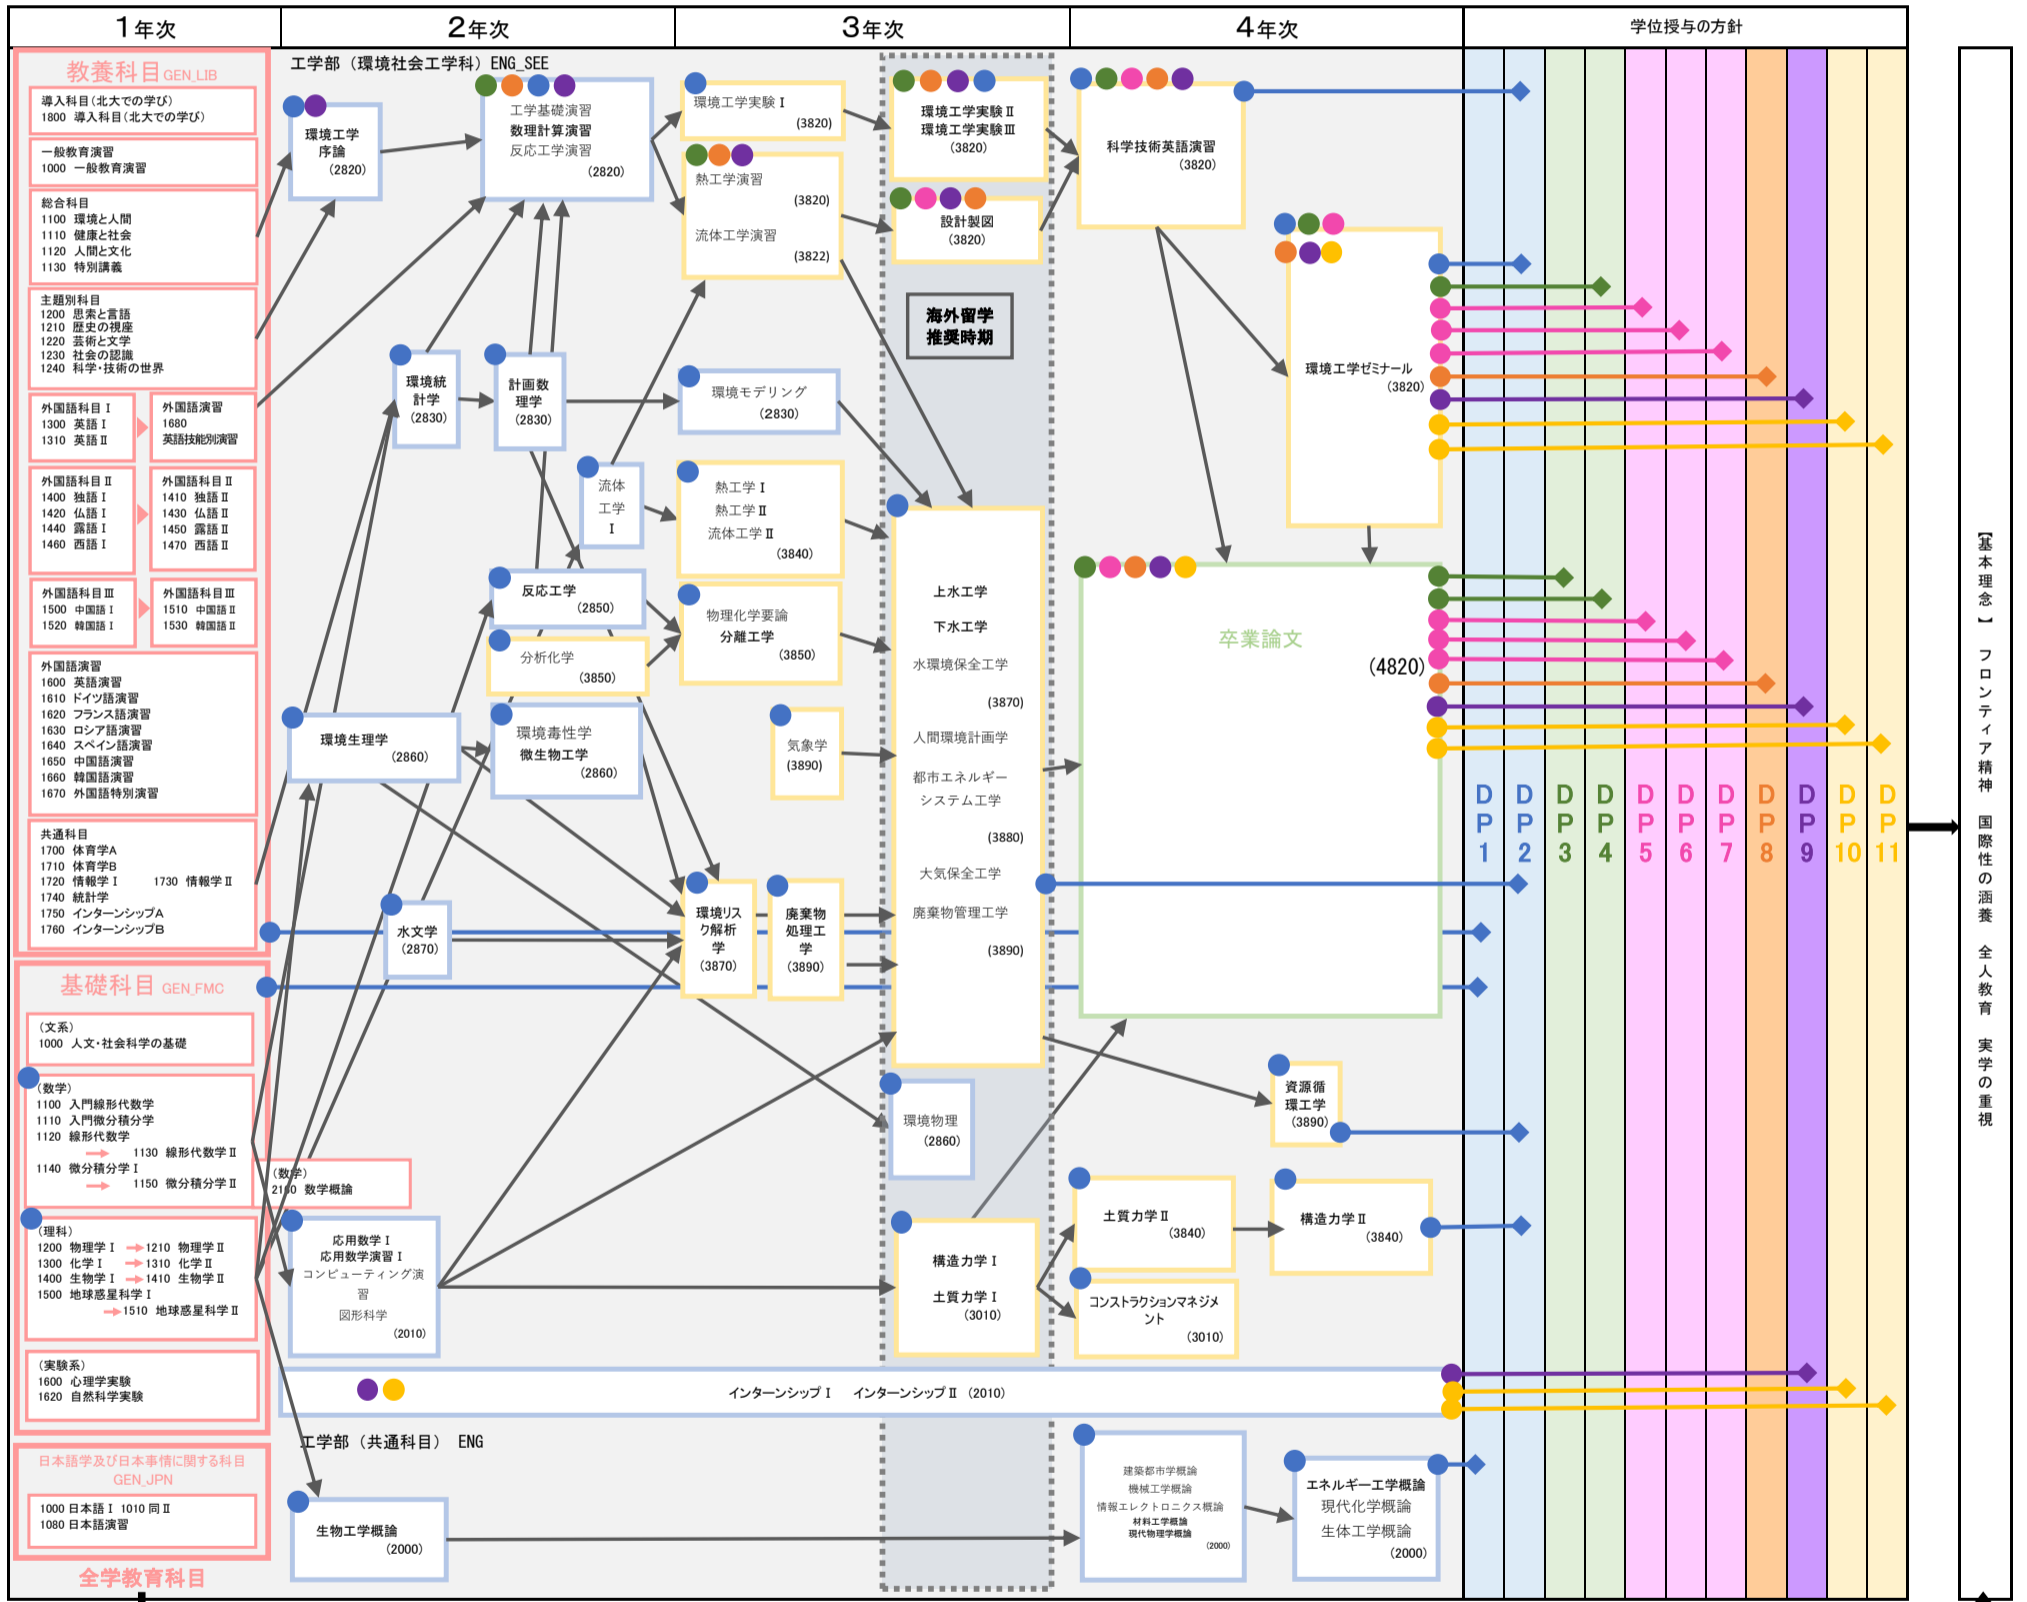 1年次
2年次
3年次
4年次
学位授与の方針
教養科目 GEN_LIB
導入科目(北大での学び)
1800 導入科目(北大での学び)
一般教育演習
1000 一般教育演習
総合科目
1100 環境と人間
1110 健康と社会
1120 人間と文化
1130 特別講義
主題別科目
1200 思索と言語
1210 歴史の視座
1220 芸術と文学
1230 社会の認識
1240 科学・技術の世界
外国語科目Ⅰ
1300 英語Ⅰ
1310 英語Ⅱ
外国語演習
1680
英語技能別演習
外国語科目Ⅱ
1400 独語Ⅰ
1420 仏語Ⅰ
1440 露語Ⅰ
1460 西語Ⅰ
外国語科目Ⅱ
1410 独語Ⅱ
1430 仏語Ⅱ
1450 露語Ⅱ
1470 西語Ⅱ
外国語科目Ⅲ
1500 中国語Ⅰ
1520 韓国語Ⅰ
外国語科目Ⅲ
1510 中国語Ⅱ
1530 韓国語Ⅱ
外国語演習
1600 英語演習
1610 ドイツ語演習
1620 フランス語演習
1630 ロシア語演習
1640 スペイン語演習
1650 中国語演習
1660 韓国語演習
1670 外国語特別演習
共通科目
1700 体育学A
1710 体育学B
1720 情報学Ⅰ 1730 情報学Ⅱ
1740 統計学
1750 インターンシップA
1760 インターンシップB
基礎科目 GEN_FMC
(文系)
1000 人文・社会科学の基礎
(数学)
1100 入門線形代数学
1110 入門微分積分学
1120 線形代数学
1130 線形代数学Ⅱ
1140 微分積分学Ⅰ
1150 微分積分学Ⅱ
(数学)
2100 数学概論
(理科)
1200 物理学Ⅰ 1210 物理学Ⅱ
1300 化学Ⅰ 1310 化学Ⅱ
1400 生物学Ⅰ 1410 生物学Ⅱ
1500 地球惑星科学Ⅰ
1510 地球惑星科学Ⅱ
(実験系)
1600 心理学実験
1620 自然科学実験
日本語学及び日本事情に関する科目
GEN_JPN
1000 日本語Ⅰ 1010 同Ⅱ
1080 日本語演習
全学教育科目
工学部(環境社会工学科)ENG_SEE
環境工学
序論
(2820)
工学基礎演習
数理計算演習
反応工学演習
(2820)
環境工学実験Ⅰ
(3820)
熱工学演習
(3820)
流体工学演習
(3822)
環境工学実験Ⅱ
環境工学実験Ⅲ
(3820)
設計製図
(3820)
海外留学
推奨時期
科学技術英語演習
(3820)
環境工学ゼミナール
(3820)
環境統
計学
(2830)
計画数
理学
(2830)
環境モデリング
(2830)
流体
工学
Ⅰ
熱工学Ⅰ
熱工学Ⅱ
流体工学Ⅱ
(3840)
反応工学
(2850)
分析化学
(3850)
物理化学要論
分離工学
(3850)
環境生理学
(2860)
環境毒性学
微生物工学
(2860)
気象学
(3890)
水文学
(2870)
環境リス
ク解析
学
(3870)
廃棄物
処理工
学
(3890)
上水工学
下水工学
水環境保全工学
(3870)
人間環境計画学
都市エネルギー
システム工学
(3880)
大気保全工学
廃棄物管理工学
(3890)
卒業論文
(4820)
環境物理
(2860)
資源循
環工学
(3890)
応用数学Ⅰ
応用数学演習Ⅰ
コンピューティング演
習
図形科学
(2010)
構造力学Ⅰ
土質力学Ⅰ
(3010)
土質力学Ⅱ
(3840)
構造力学Ⅱ
(3840)
コンストラクションマネジメ
ント
(3010)
インターンシップⅠ インターンシップⅡ (2010)
工学部(共通科目) ENG
生物工学概論
(2000)
建築都市学概論
機械工学概論
情報エレクトロニクス概論
材料工学概論
現代物理学概論
(2000)
エネルギー工学概論
現代化学概論
生体工学概論
(2000)
DP1
DP2
DP3
DP4
DP5
DP6
DP7
DP8
DP9
DP10
DP11
【基本理念】 フロンティア精神 国際性の涵養 全人教育 実学の重視